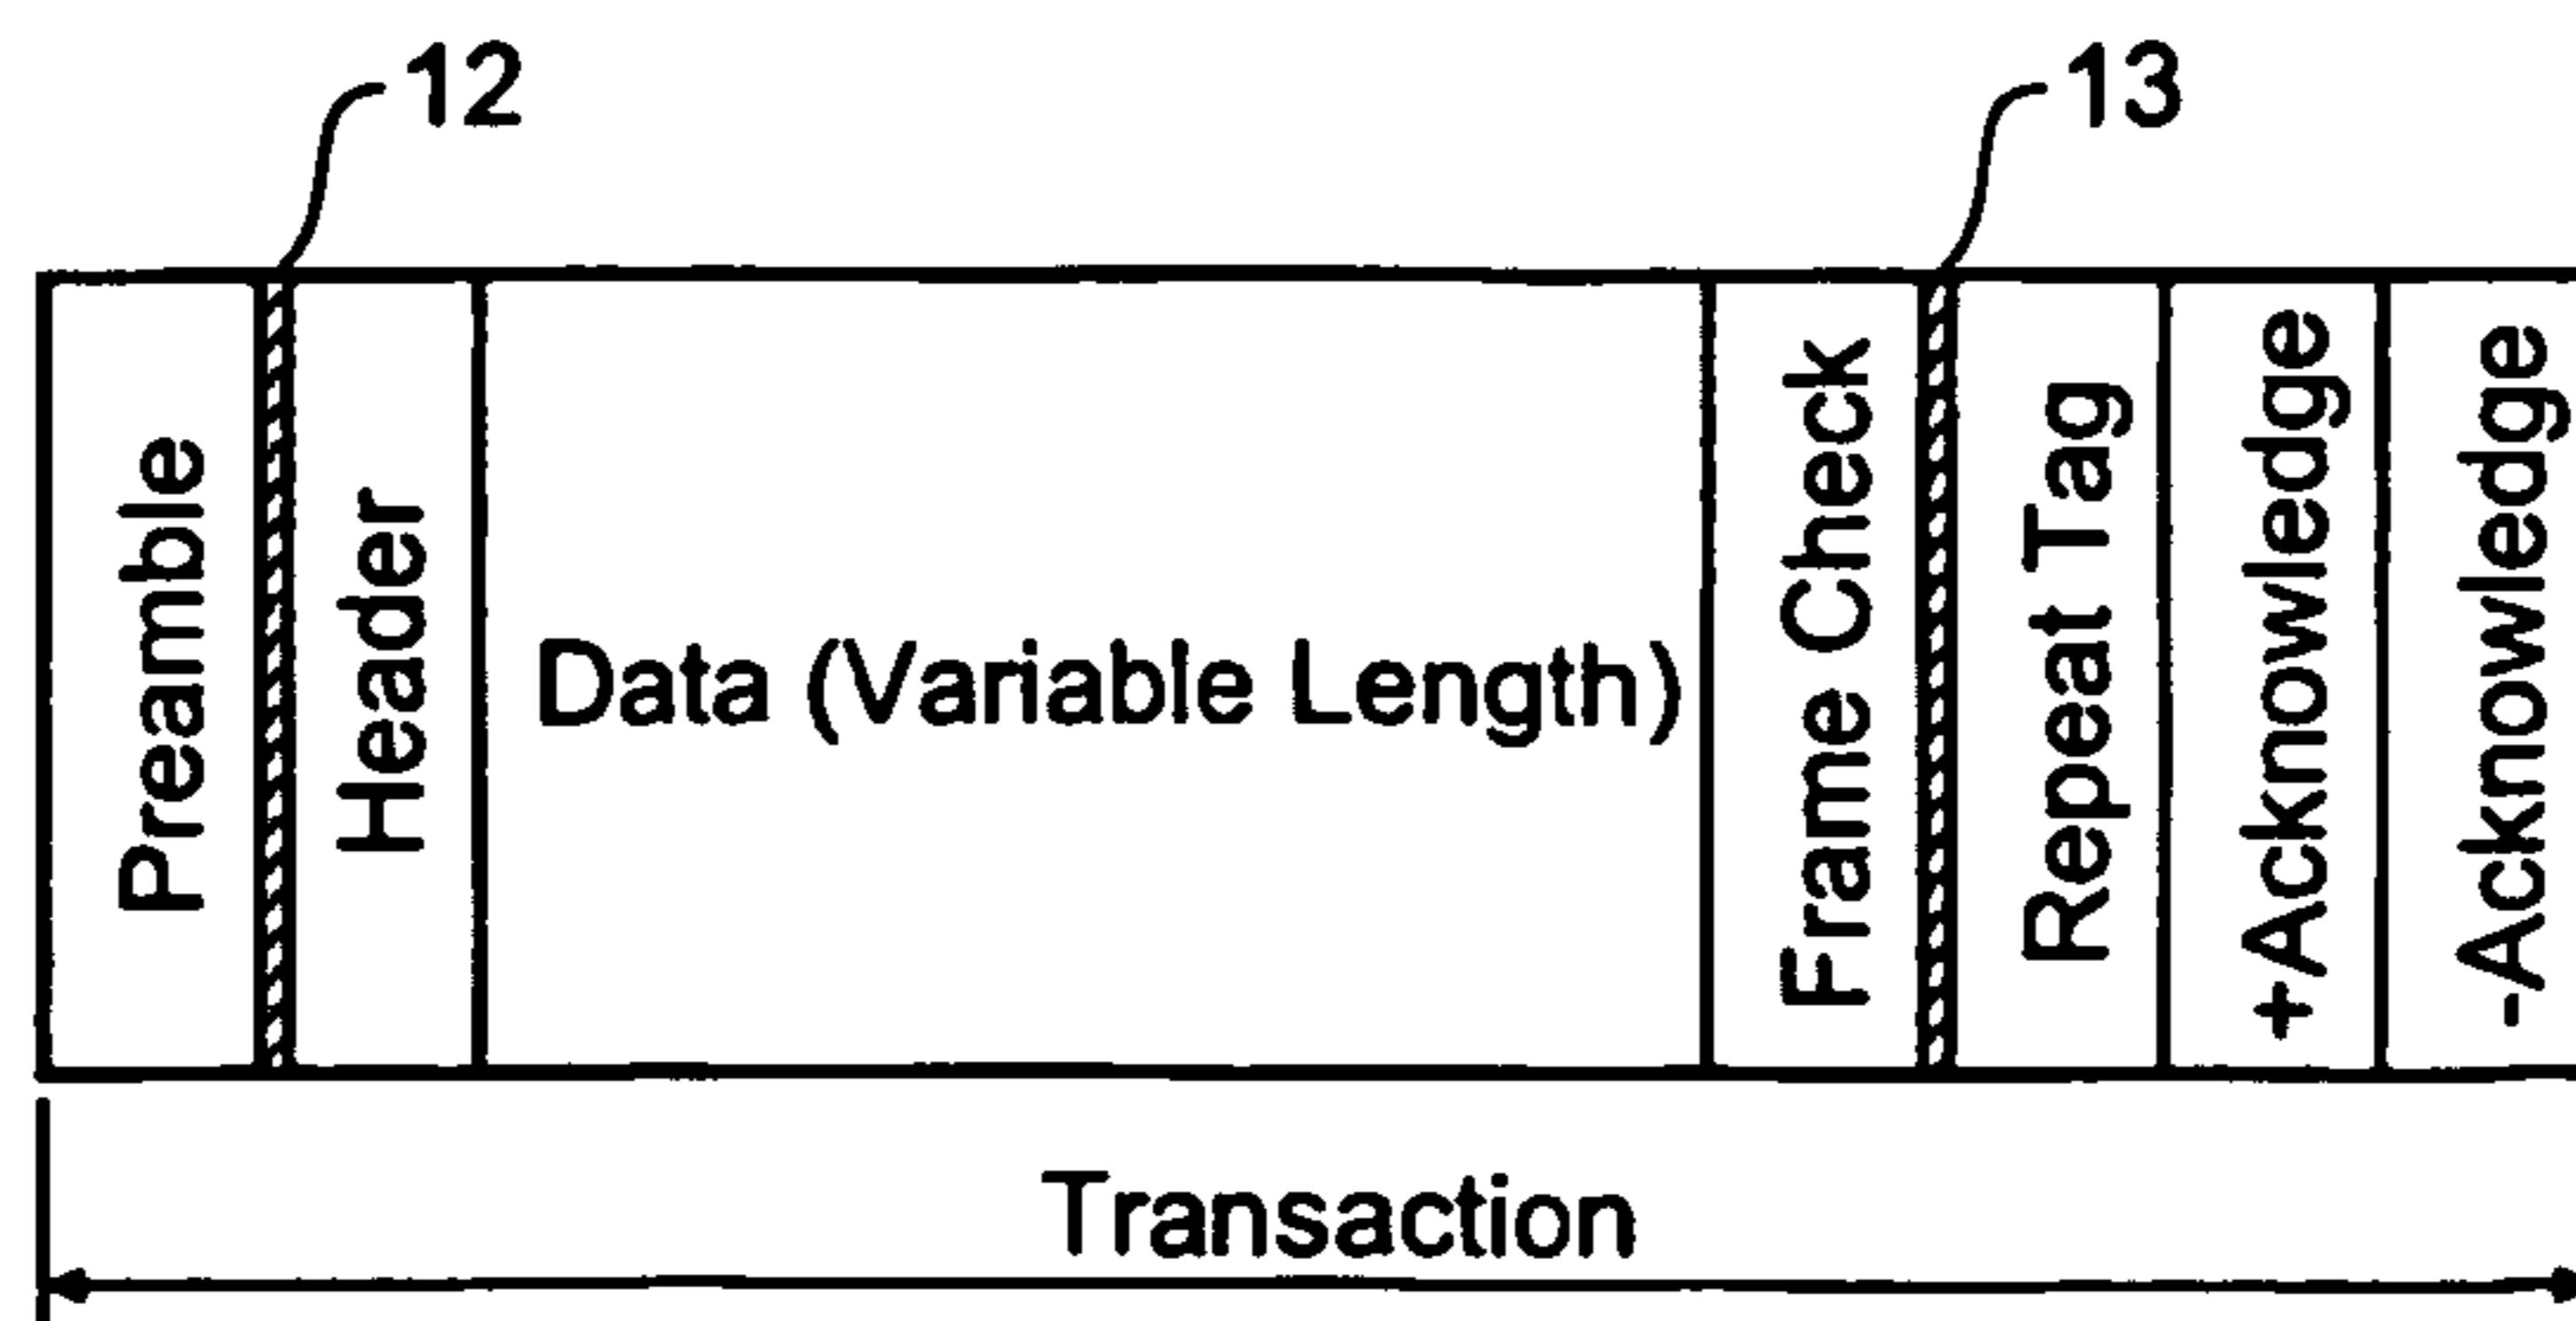 12
13
Preamble
Header
Data (Variable Length)
Frame Check
Repeat Tag
+Acknowledge
-Acknowledge
Transaction